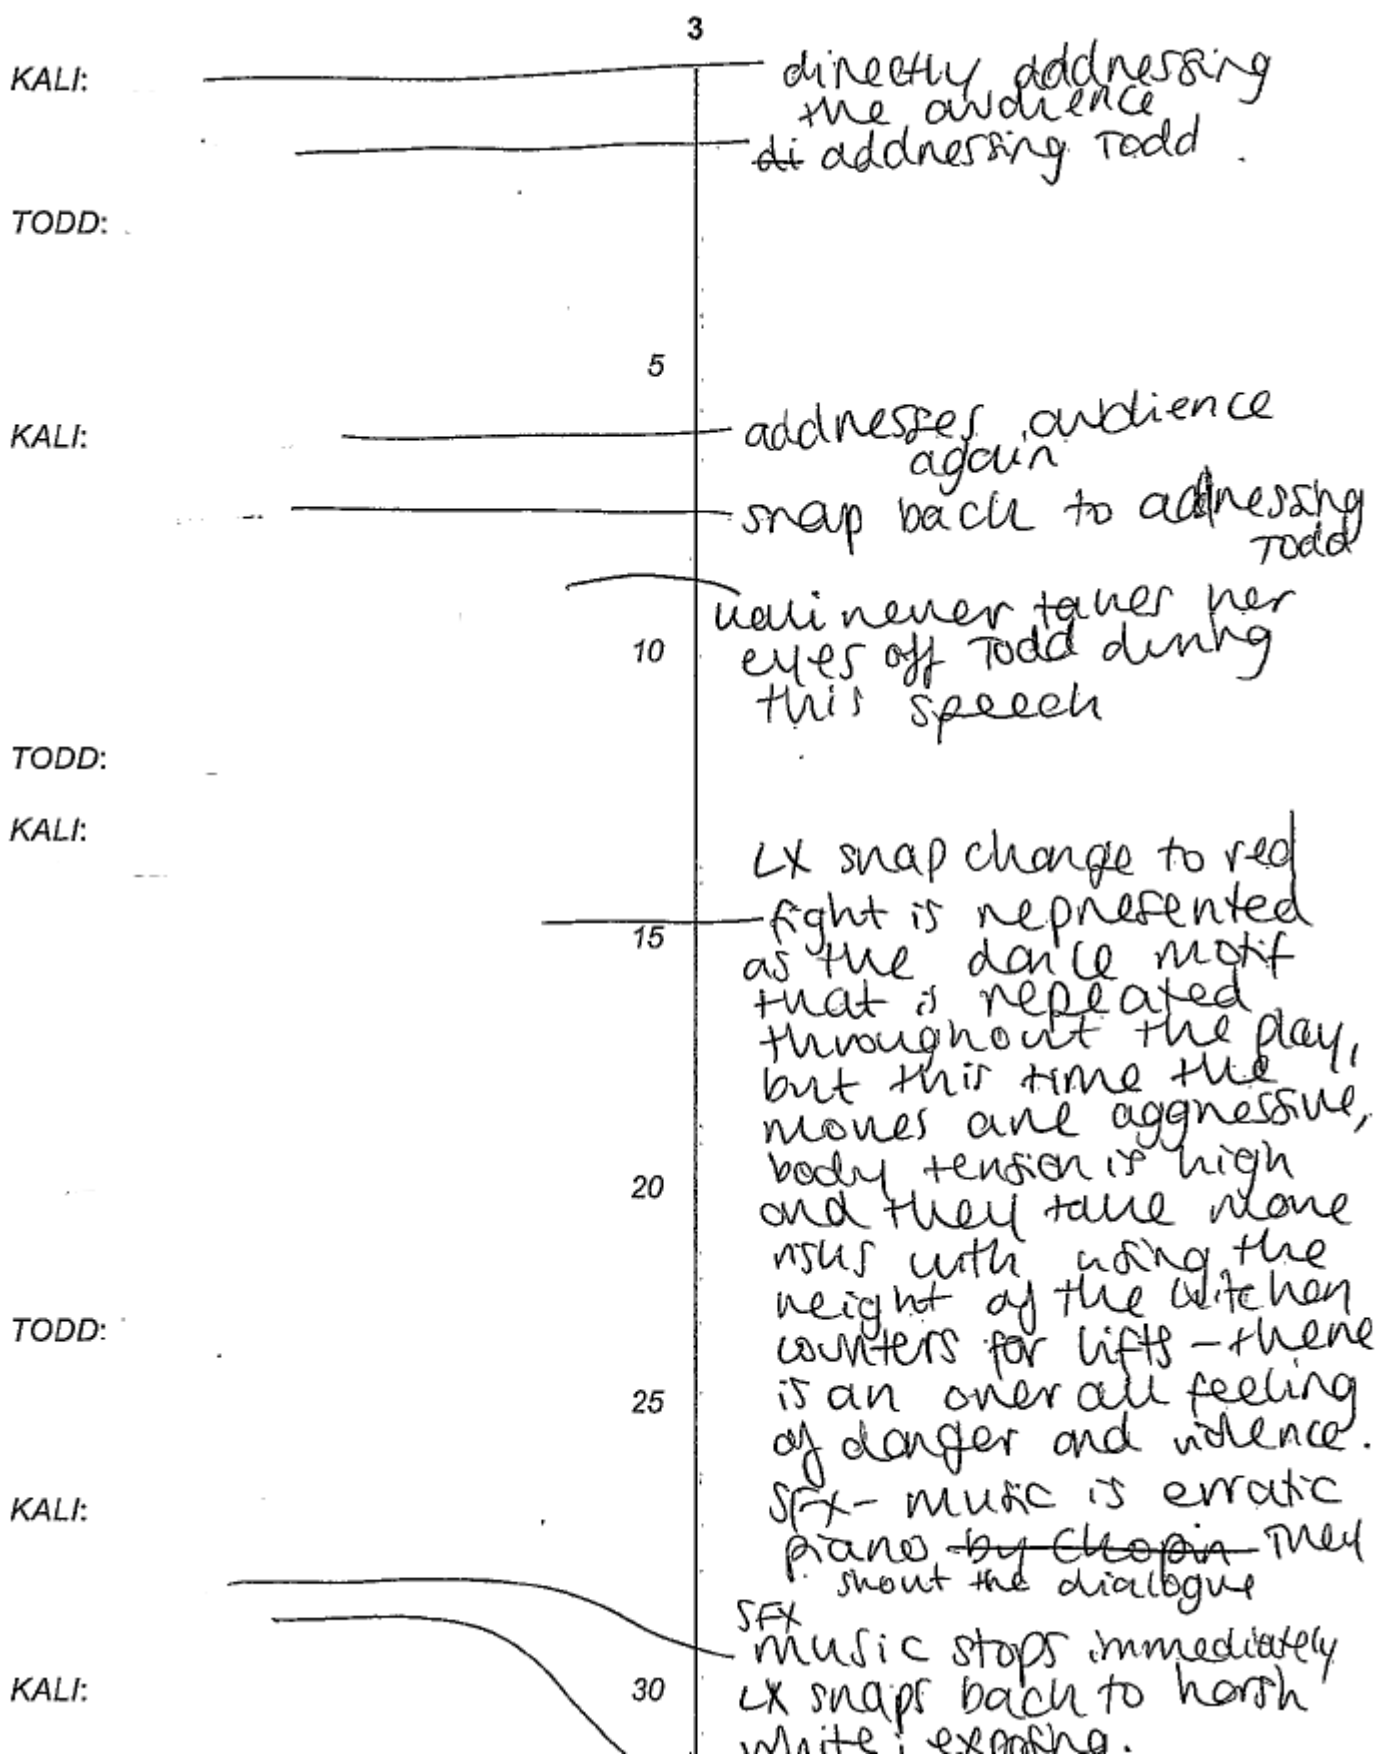 3
KALI:
directly addressing
the audience
di addressing Todd
TODD:
5
KALI:
addresses audience
again
snap back to addressing
Todd
Kali never takes her
10
eyes off Todd during
this speech
TODD:
KALI:
LX snap change to red
fight is represented
15
as the dance motif
that is repeated
throughout the play,
but this time the
moves are aggressive,
body tension is high
20
and they take more
risks with using the
height of the kitchen
TODD:
counters for lifts – there
is an overall feeling
25
of danger and violence.
SFX – music is erratic
KALI:
piano by Chopin They
shout the dialogue
SFX
music stops immediately
KALI:
30
LX snaps back to harsh
white; exposing.